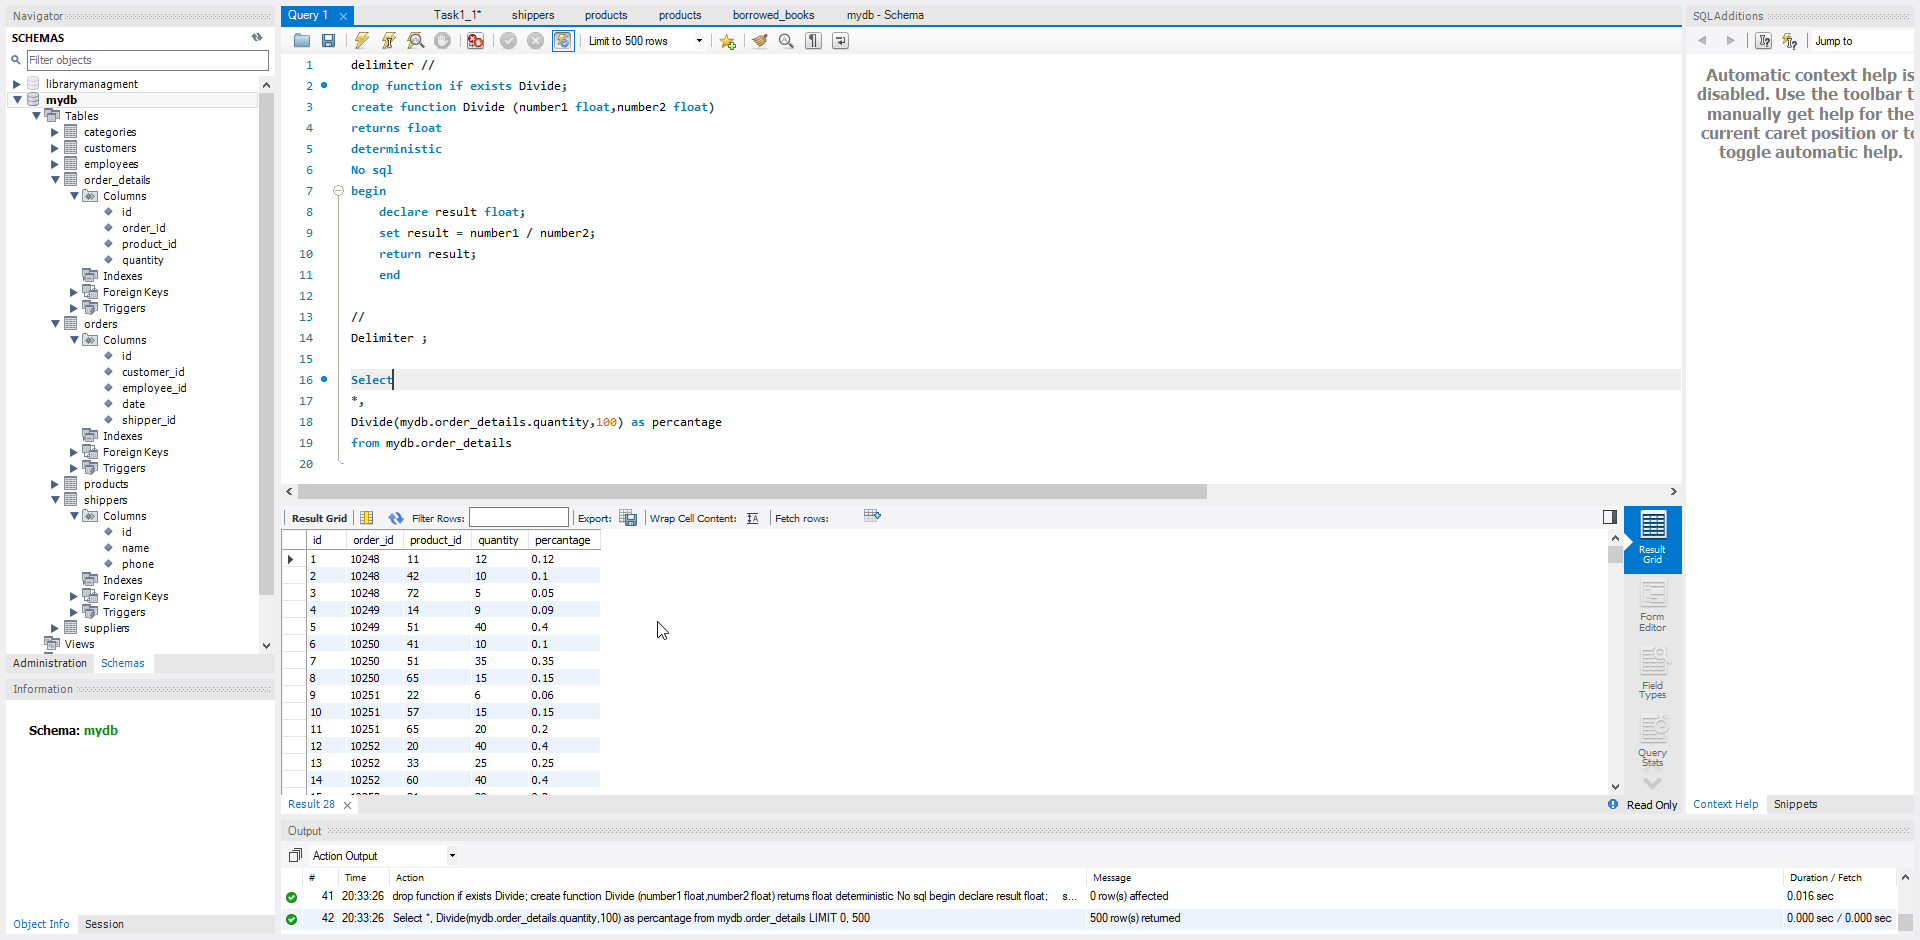 Navigator
SCHEMAS
Filter objects
librarymanagment
mydb
Tables
categories
customers
employees
order_details
Columns
id
order_id
product_id
quantity
Indexes
Foreign Keys
Triggers
orders
Columns
id
customer_id
employee_id
date
shipper_id
Indexes
Foreign Keys
Triggers
products
shippers
Columns
id
name
phone
Indexes
Foreign Keys
Triggers
suppliers
Views
Administration Schemas
Information
Schema: mydb
Object Info Session
Query 1 Task1_1* shippers products products borrowed_books mydb - Schema
Limit to 500 rows
1 delimiter //
2 drop function if exists Divide;
3 create function Divide (number1 float,number2 float)
4 returns float
5 deterministic
6 No sql
7 begin
8 declare result float;
9 set result = number1 / number2;
10 return result;
11 end
12
13 //
14 Delimiter ;
15
16 Select
17 *,
18 Divide(mydb.order_details.quantity,100) as percantage
19 from mydb.order_details
20
Result Grid Filter Rows: Export: Wrap Cell Content: Fetch rows:
id order_id product_id quantity percantage
1 10248 11 12 0.12
2 10248 42 10 0.1
3 10248 72 5 0.05
4 10249 14 9 0.09
5 10249 51 40 0.4
6 10250 41 10 0.1
7 10250 51 35 0.35
8 10250 65 15 0.15
9 10251 22 6 0.06
10 10251 57 15 0.15
11 10251 65 20 0.2
12 10252 20 40 0.4
13 10252 33 25 0.25
14 10252 60 40 0.4
Result Grid
Form Editor
Field Types
Query Stats
Result 28
Read Only
Output
Action Output
# Time Action Message Duration / Fetch
41 20:33:26 drop function if exists Divide; create function Divide (number1 float,number2 float) returns float deterministic No sql begin declare result float; s... 0 row(s) affected 0.016 sec
42 20:33:26 Select *, Divide(mydb.order_details.quantity,100) as percantage from mydb.order_details LIMIT 0, 500 500 row(s) returned 0.000 sec / 0.000 sec
SQLAdditions
Jump to
Automatic context help is
disabled. Use the toolbar t
manually get help for the
current caret position or to
toggle automatic help.
Context Help Snippets